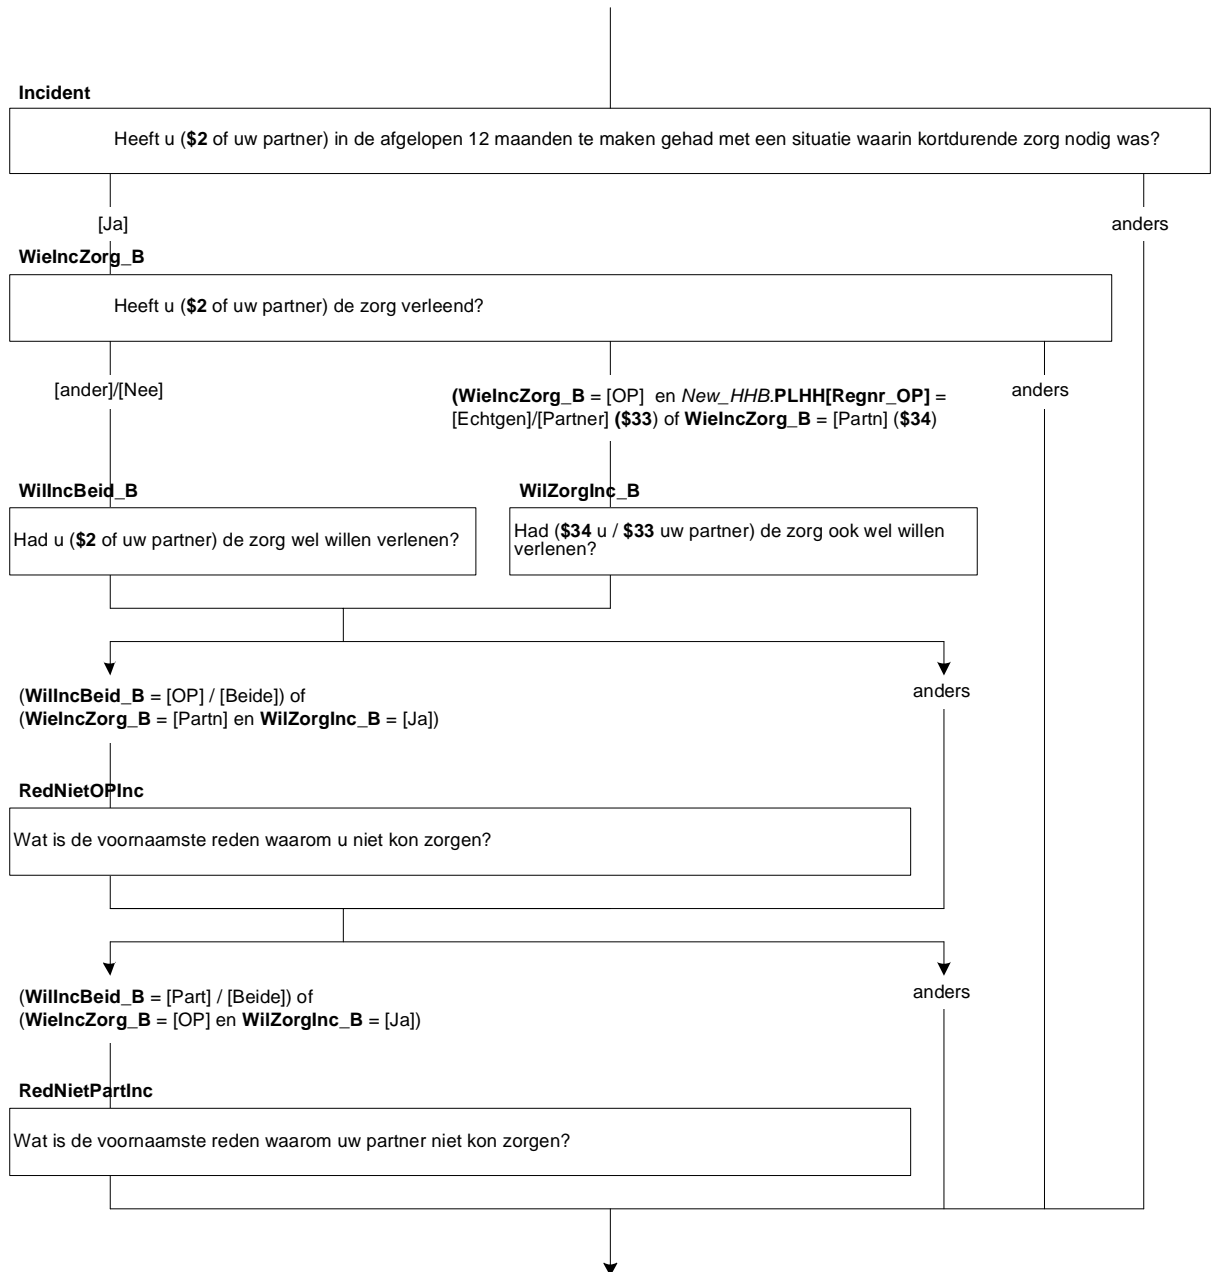 Incident
Heeft u ($2 of uw partner) in de afgelopen 12 maanden te maken gehad met een situatie waarin kortdurende zorg nodig was?
[Ja]
anders
WieIncZorg_B
Heeft u ($2 of uw partner) de zorg verleend?
[ander]/[Nee]
(WieIncZorg_B = [OP] en New_HHB.PLHH[Regnr_OP] =
[Echtgen]/[Partner] ($33) of WieIncZorg_B = [Partn] ($34)
anders
WilIncBeid_B
WilZorgInc_B
Had u ($2 of uw partner) de zorg wel willen verlenen?
Had ($34 u / $33 uw partner) de zorg ook wel willen
verlenen?
(WilIncBeid_B = [OP] / [Beide]) of
(WieIncZorg_B = [Partn] en WilZorgInc_B = [Ja])
anders
RedNietOPInc
Wat is de voornaamste reden waarom u niet kon zorgen?
(WilIncBeid_B = [Part] / [Beide]) of
(WieIncZorg_B = [OP] en WilZorgInc_B = [Ja])
anders
RedNietPartInc
Wat is de voornaamste reden waarom uw partner niet kon zorgen?